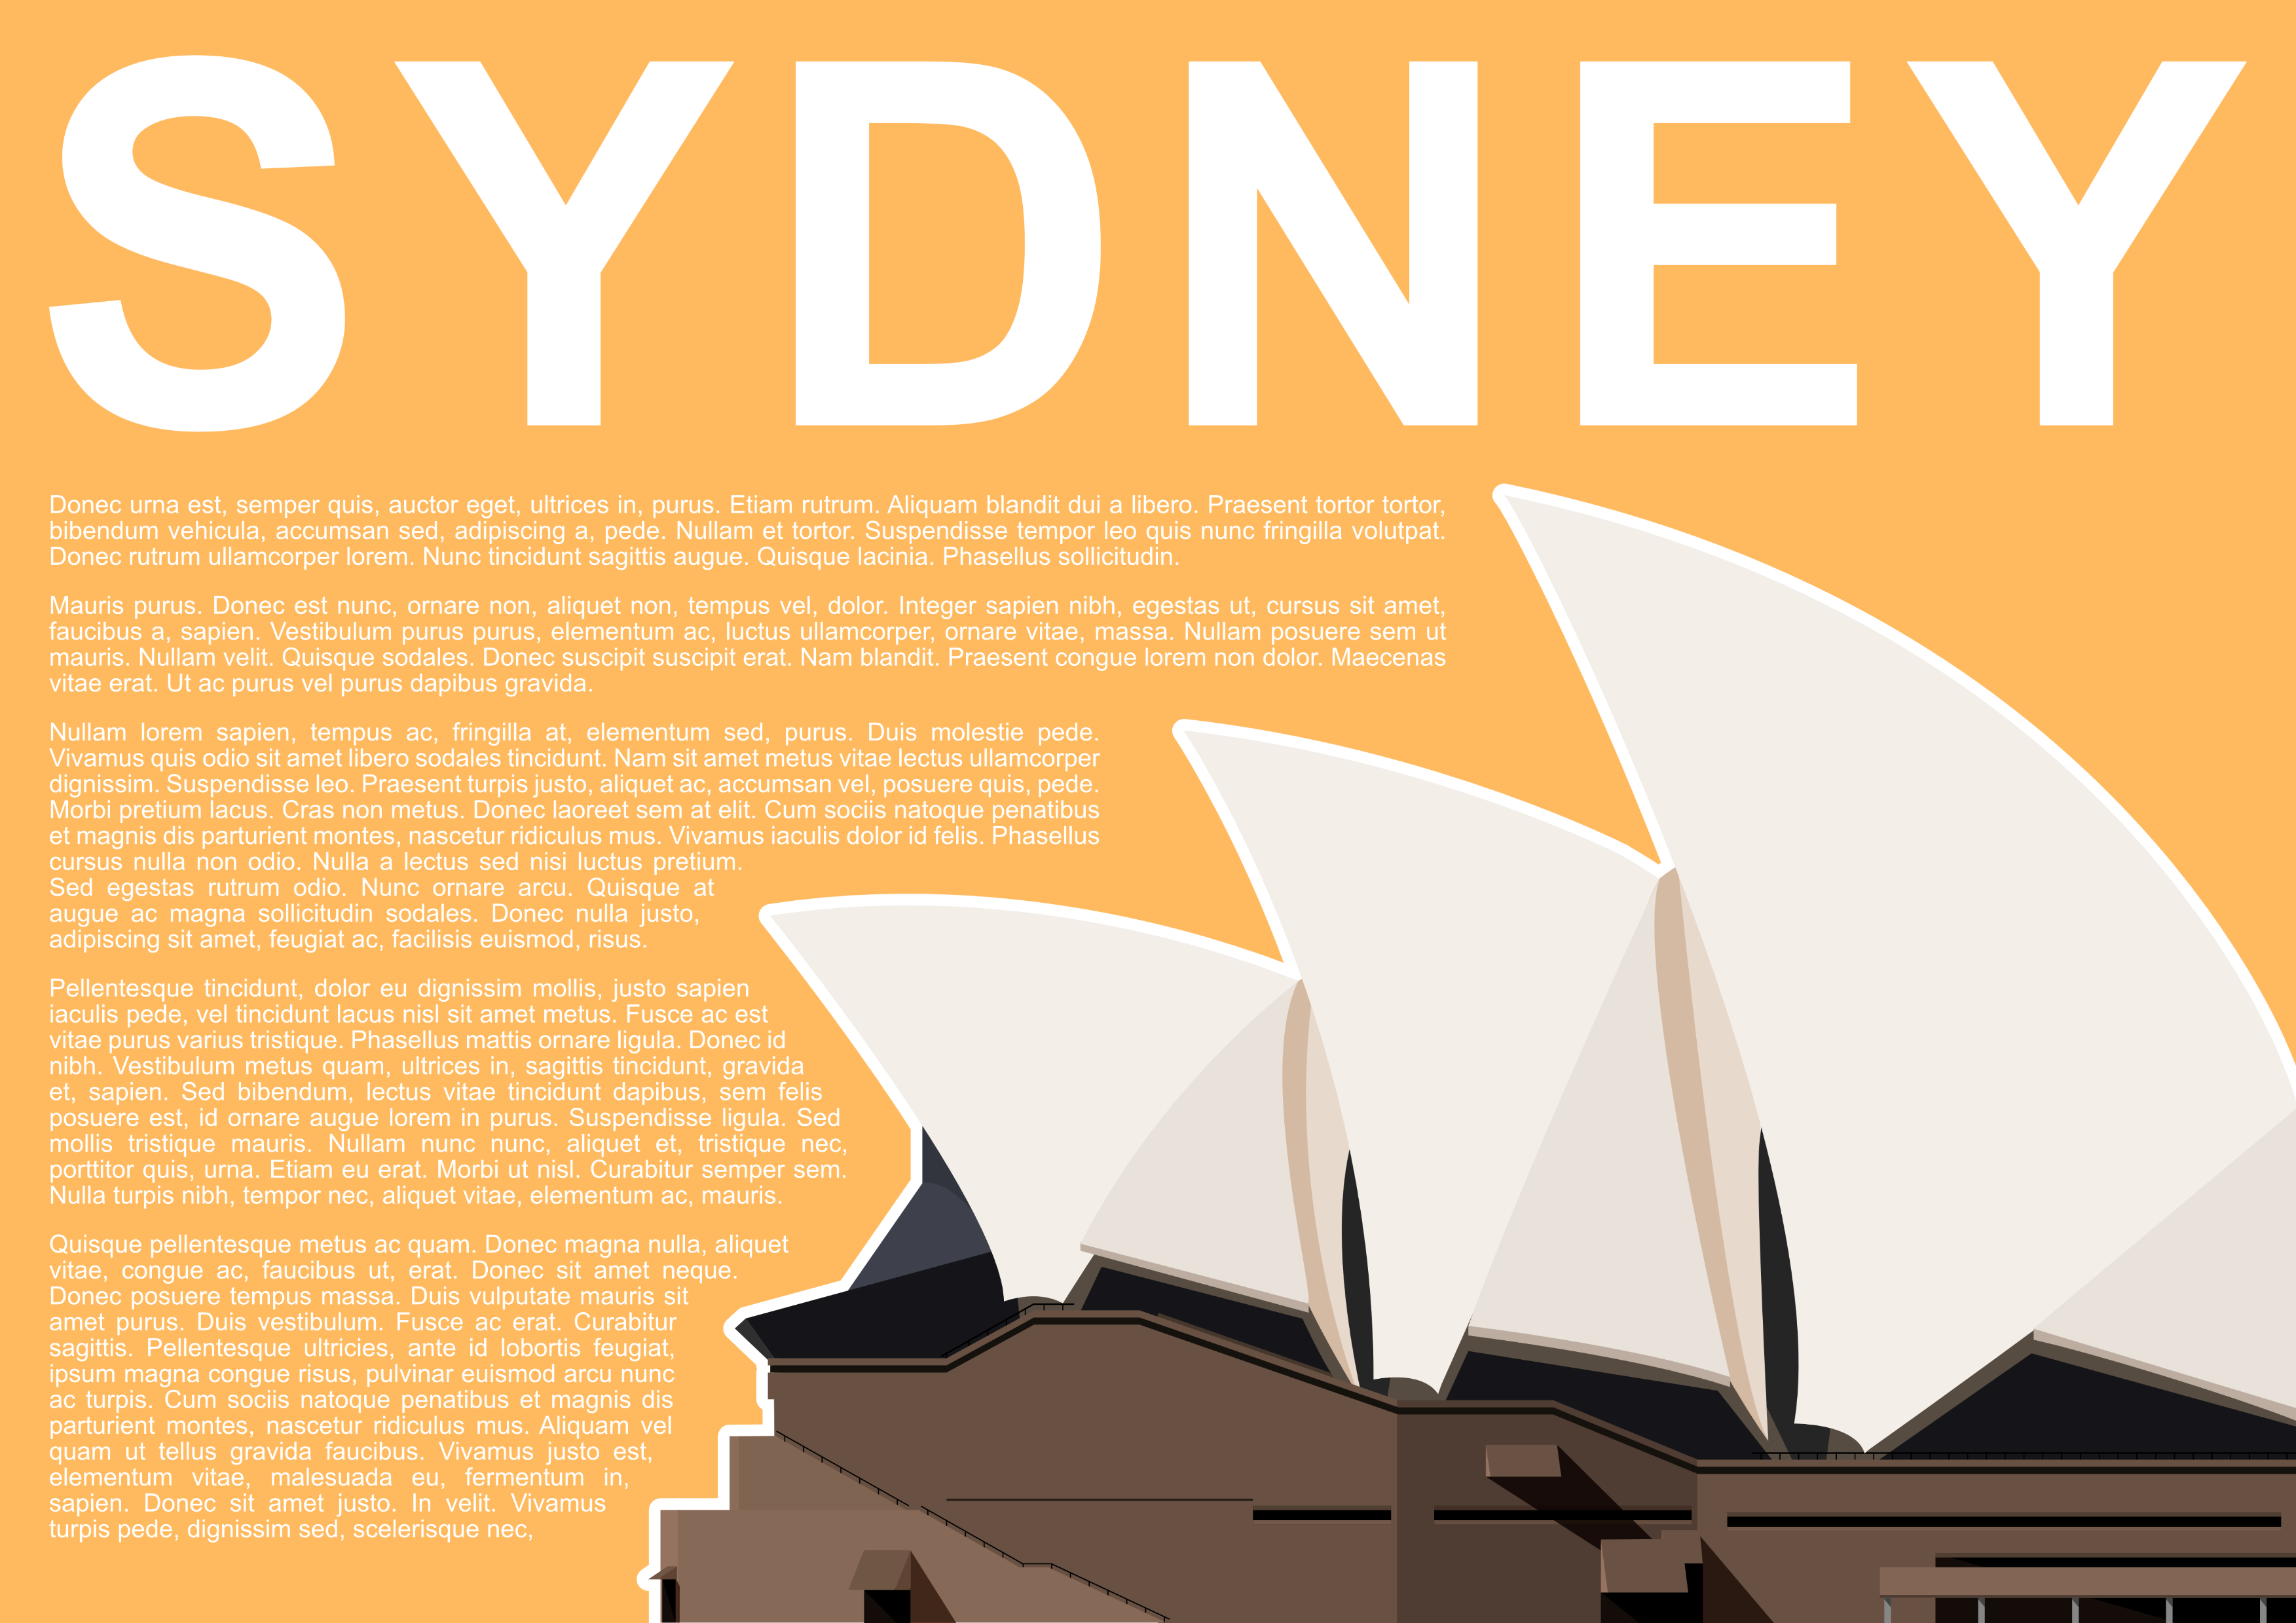 SYDNEY
Donec urna est, semper quis, auctor eget, ultrices in, purus. Etiam rutrum. Aliquam blandit dui a libero. Praesent tortor tortor,
bibendum vehicula, accumsan sed, adipiscing a, pede. Nullam et tortor. Suspendisse tempor leo quis nunc fringilla volutpat.
Donec rutrum ullamcorper lorem. Nunc tincidunt sagittis augue. Quisque lacinia. Phasellus sollicitudin.
Mauris purus. Donec est nunc, ornare non, aliquet non, tempus vel, dolor. Integer sapien nibh, egestas ut, cursus sit amet,
faucibus a, sapien. Vestibulum purus purus, elementum ac, luctus ullamcorper, ornare vitae, massa. Nullam posuere sem ut
mauris. Nullam velit. Quisque sodales. Donec suscipit suscipit erat. Nam blandit. Praesent congue lorem non dolor. Maecenas
vitae erat. Ut ac purus vel purus dapibus gravida.
Nullam lorem sapien, tempus ac, fringilla at, elementum sed, purus. Duis molestie pede.
Vivamus quis odio sit amet libero sodales tincidunt. Nam sit amet metus vitae lectus ullamcorper
dignissim. Suspendisse leo. Praesent turpis justo, aliquet ac, accumsan vel, posuere quis, pede.
Morbi pretium lacus. Cras non metus. Donec laoreet sem at elit. Cum sociis natoque penatibus
et magnis dis parturient montes, nascetur ridiculus mus. Vivamus iaculis dolor id felis. Phasellus
cursus nulla non odio. Nulla a lectus sed nisi luctus pretium.
Sed egestas rutrum odio. Nunc ornare arcu. Quisque at
augue ac magna sollicitudin sodales. Donec nulla justo,
adipiscing sit amet, feugiat ac, facilisis euismod, risus.
Pellentesque tincidunt, dolor eu dignissim mollis, justo sapien
iaculis pede, vel tincidunt lacus nisl sit amet metus. Fusce ac est
vitae purus varius tristique. Phasellus mattis ornare ligula. Donec id
nibh. Vestibulum metus quam, ultrices in, sagittis tincidunt, gravida
et, sapien. Sed bibendum, lectus vitae tincidunt dapibus, sem felis
posuere est, id ornare augue lorem in purus. Suspendisse ligula. Sed
mollis tristique mauris. Nullam nunc nunc, aliquet et, tristique nec,
porttitor quis, urna. Etiam eu erat. Morbi ut nisl. Curabitur semper sem.
Nulla turpis nibh, tempor nec, aliquet vitae, elementum ac, mauris.
Quisque pellentesque metus ac quam. Donec magna nulla, aliquet
vitae, congue ac, faucibus ut, erat. Donec sit amet neque.
Donec posuere tempus massa. Duis vulputate mauris sit
amet purus. Duis vestibulum. Fusce ac erat. Curabitur
sagittis. Pellentesque ultricies, ante id lobortis feugiat,
ipsum magna congue risus, pulvinar euismod arcu nunc
ac turpis. Cum sociis natoque penatibus et magnis dis
parturient montes, nascetur ridiculus mus. Aliquam vel
quam ut tellus gravida faucibus. Vivamus justo est,
elementum vitae, malesuada eu, fermentum in,
sapien. Donec sit amet justo. In velit. Vivamus
turpis pede, dignissim sed, scelerisque nec,